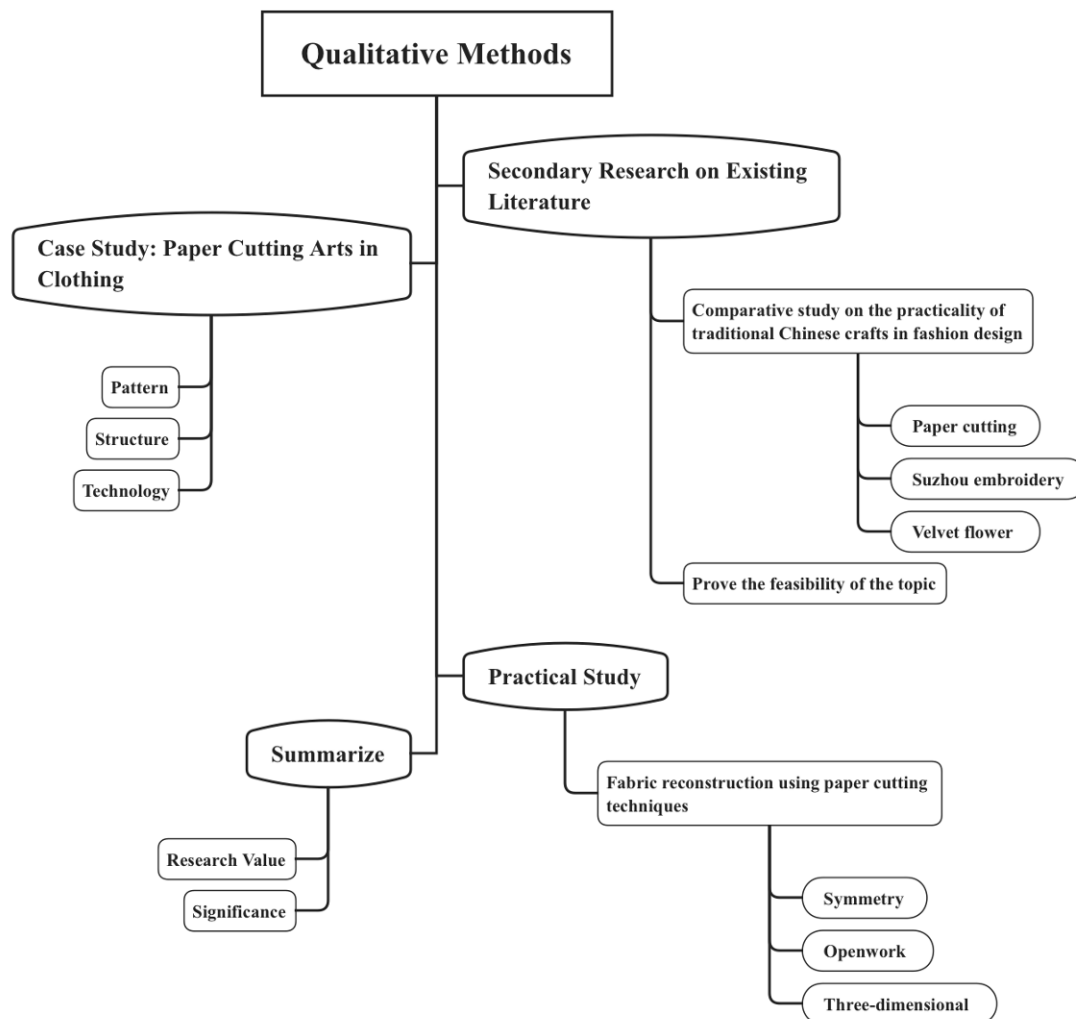 Qualitative Methods
Secondary Research on Existing
Literature
Comparative study on the practicality of
traditional Chinese crafts in fashion design
Paper cutting
Suzhou embroidery
Velvet flower
Prove the feasibility of the topic
Case Study: Paper Cutting Arts in
Clothing
Pattern
Structure
Technology
Practical Study
Fabric reconstruction using paper cutting
techniques
Symmetry
Openwork
Three-dimensional
Summarize
Research Value
Significance